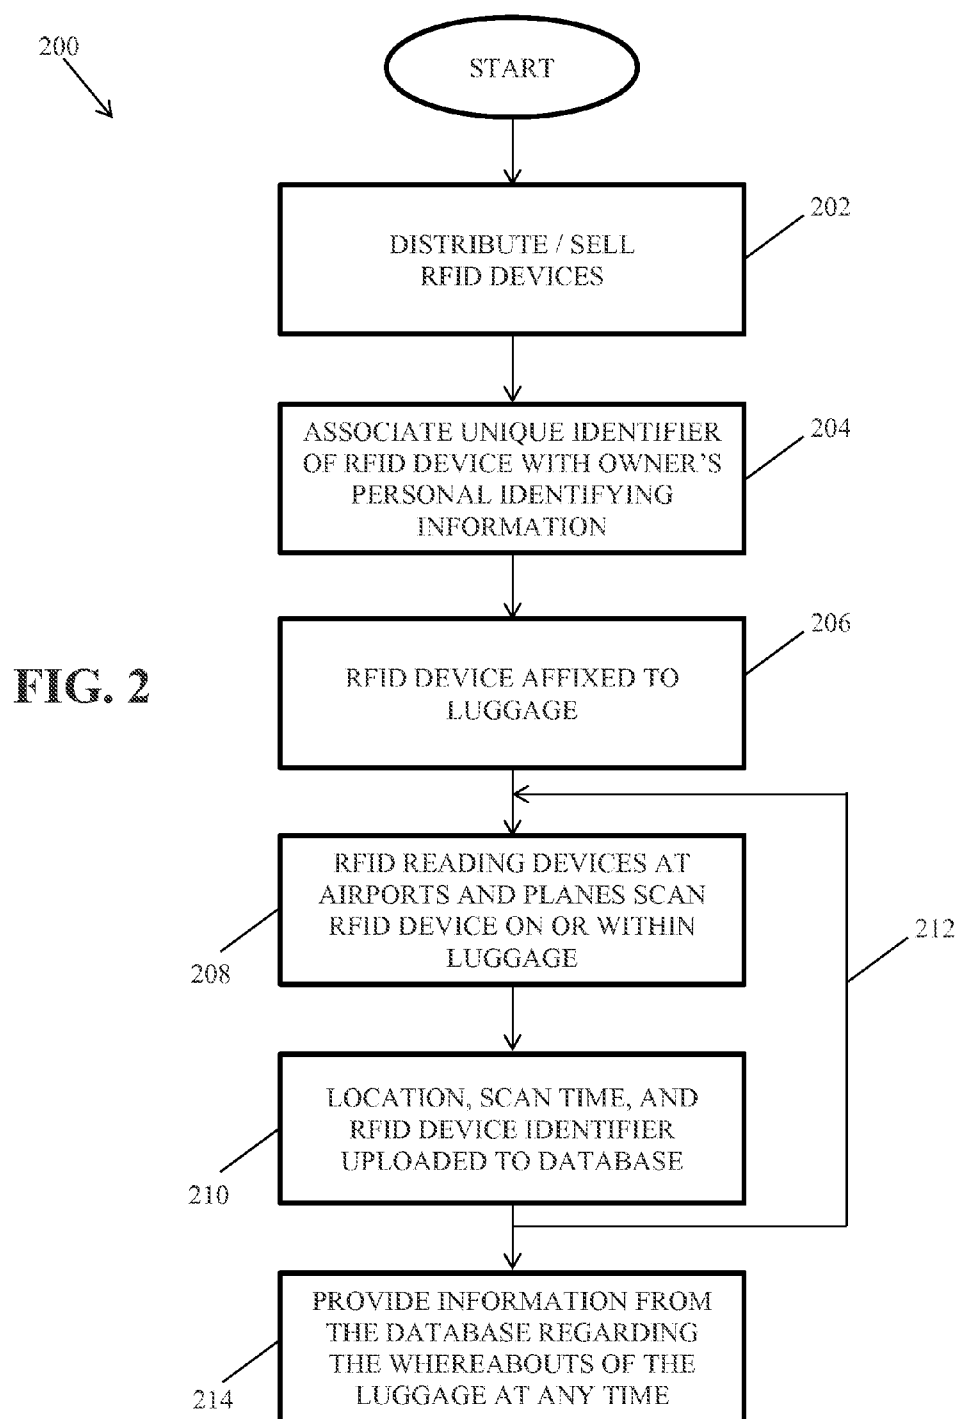 200
START
DISTRIBUTE / SELL
RFID DEVICES
202
ASSOCIATE UNIQUE IDENTIFIER
OF RFID DEVICE WITH OWNER'S
PERSONAL IDENTIFYING
INFORMATION
204
FIG. 2
RFID DEVICE AFFIXED TO
LUGGAGE
206
RFID READING DEVICES AT
AIRPORTS AND PLANES SCAN
RFID DEVICE ON OR WITHIN
LUGGAGE
208
212
LOCATION, SCAN TIME, AND
RFID DEVICE IDENTIFIER
UPLOADED TO DATABASE
210
PROVIDE INFORMATION FROM
THE DATABASE REGARDING
THE WHEREABOUTS OF THE
LUGGAGE AT ANY TIME
214